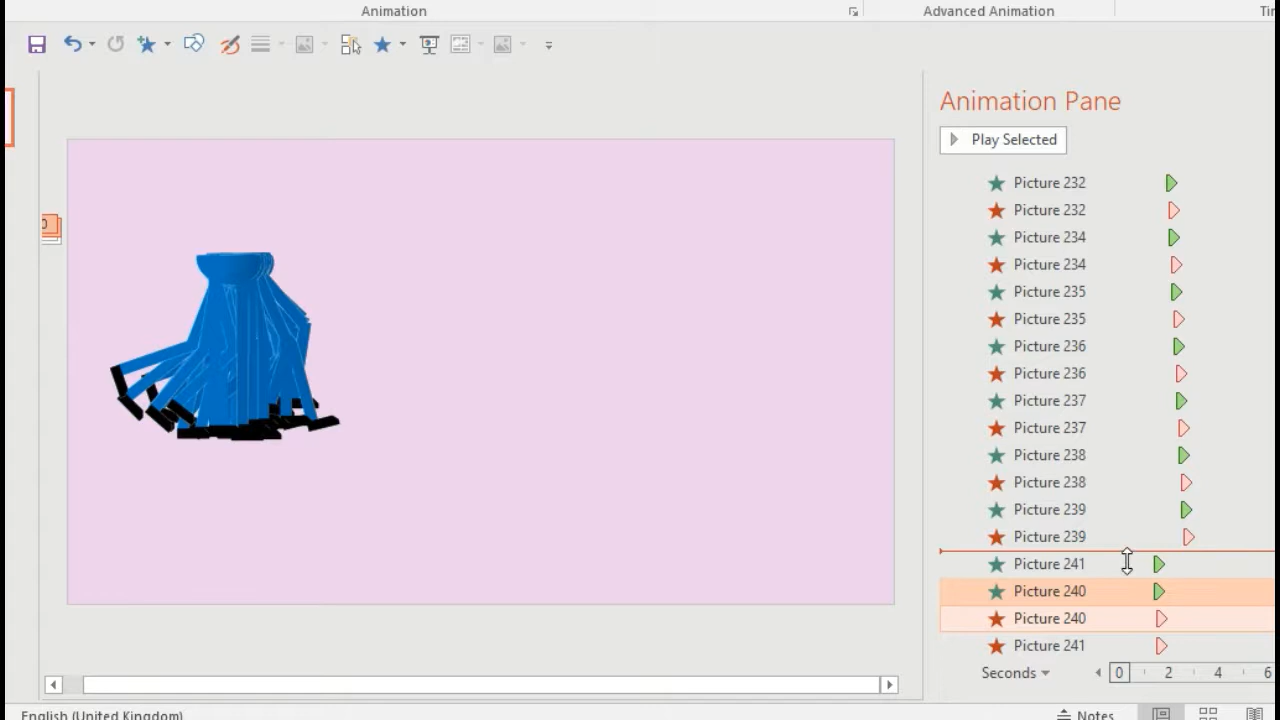 Animation
Advanced Animation
Tir
Animation Pane
Play Selected
0
Picture 232
Picture 232
Picture 234
Picture 234
Picture 235
Picture 235
Picture 236
Picture 236
Picture 237
Picture 237
Picture 238
Picture 238
Picture 239
Picture 239
Picture 241
Picture 240
Picture 240
Picture 241
Seconds 0 2 4 6
English (United Kingdom)
Notes